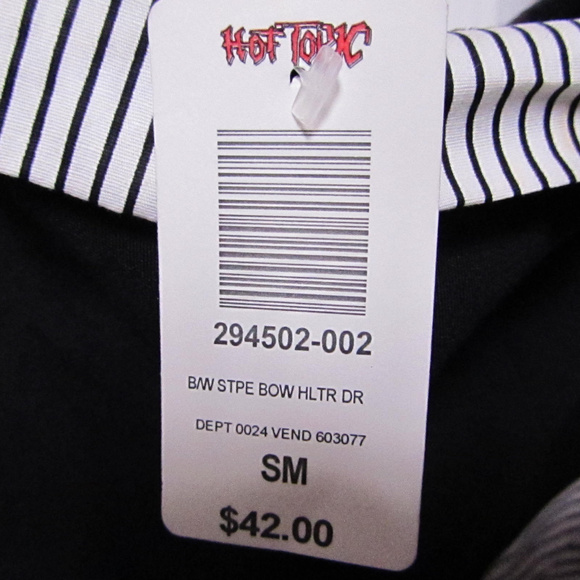 HOT TOPIC
294502-002
B/W STPE BOW HLTR DR
DEPT 0024 VEND 603077
SM
$42.00